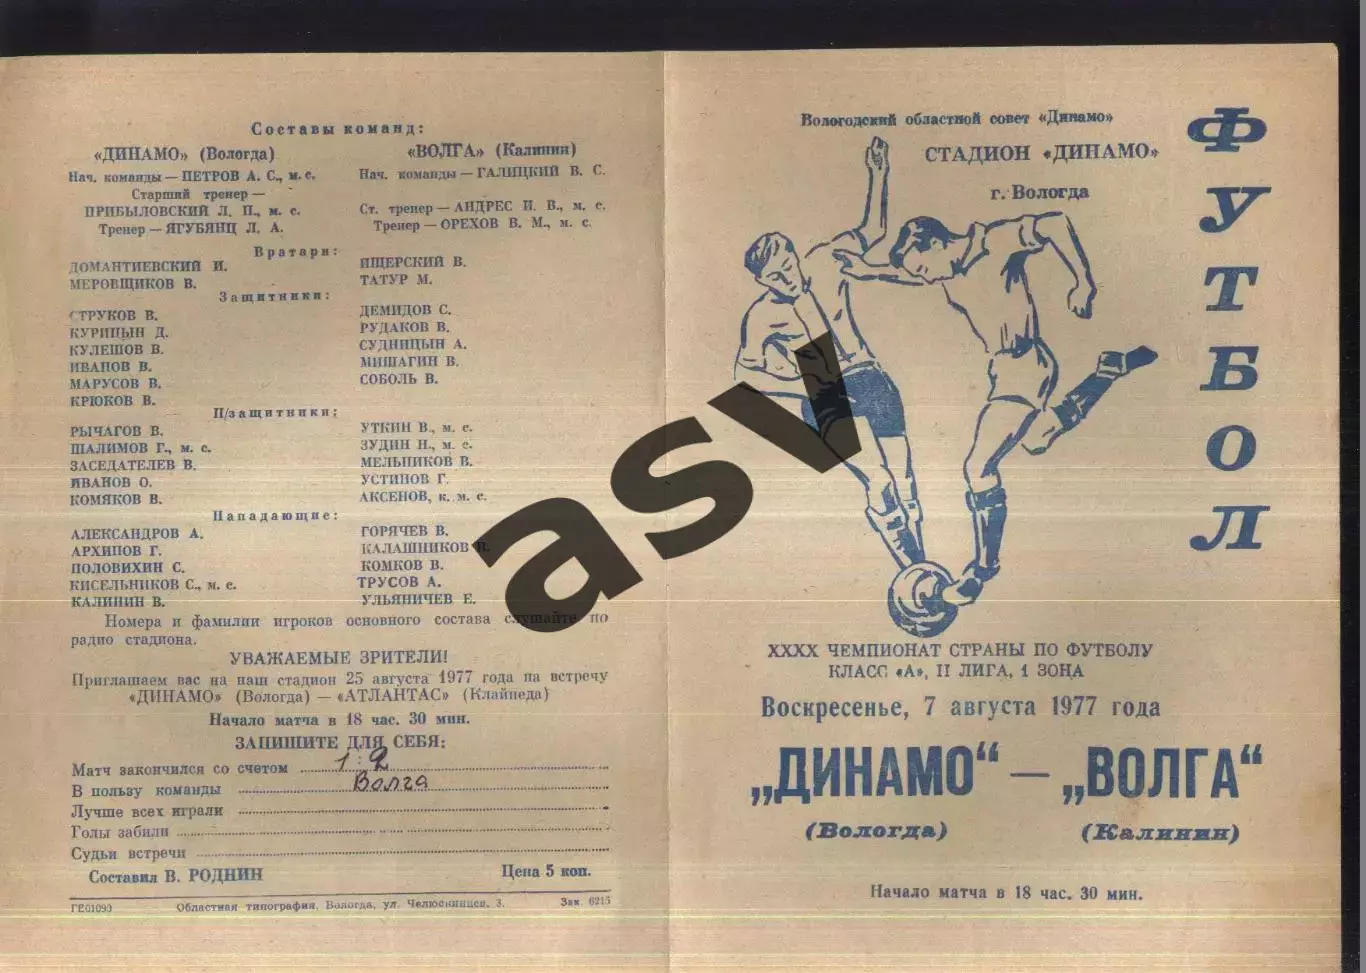 Составы команд:
«ДИНАМО» (Вологда)
Нач. команды — ПЕТРОВ А. С., м. с.
Старший тренер —
ПРИБЫЛОВСКИЙ Л. П., м. с.
Тренер — ЯГУБЯНЦ Л. А.
«ВОЛГА» (Калинин)
Нач. команды — ГАЛИЦКИЙ В. С.
Ст. тренер — АНДРЕС И. В., м. с.
Тренер — ОРЕХОВ В. М., м. с.
Вратари:
ДОМАНТИЕВСКИЙ И.
МЕРОВЩИКОВ В.
ИЩЕРСКИЙ В.
ТАТУР М.
Защитники:
СТРУКОВ В.
КУРИЦЫН Д.
КУЛЕШОВ В.
ИВАНОВ В.
МАРУСОВ В.
КРЮКОВ В.
ДЕМИДОВ С.
РУДАКОВ В.
СУДНИЦЫН А.
МИШАГИН В.
СОБОЛЬ В.
П/защитники:
РЫЧАГОВ В.
ШАЛИМОВ Г., м. с.
ЗАСЕДАТЕЛЕВ В.
ИВАНОВ О.
КОМЯКОВ В.
УТКИН В., м. с.
ЗУДИН Н., м. с.
МЕЛЬНИКОВ В.
УСТИНОВ Г.
АКСЕНОВ, к. м. с.
Нападающие:
АЛЕКСАНДРОВ А.
АРХИПОВ Г.
ПОЛОВИХИН С.
КИСЕЛЬНИКОВ С., м. с.
КАЛИНИН В.
ГОРЯЧЕВ В.
КАЛАШНИКОВ
КОМКОВ В.
ТРУСОВ А.
УЛЬЯНИЧЕВ Е.
Номера и фамилии игроков основного состава слушайте по
радио стадиона.
УВАЖАЕМЫЕ ЗРИТЕЛИ!
Приглашаем вас на наш стадион 25 августа 1977 года на встречу
«ДИНАМО» (Вологда) — «АТЛАНТАС» (Клайпеда)
Начало матча в 18 час. 30 мин.
ЗАПИШИТЕ ДЛЯ СЕБЯ:
Матч закончился со счетом 1:2
В пользу команды Волга
Лучше всех играли
Голы забили
Судьи встречи
Составил В. РОДНИН Цена 5 коп.
ГЕ01090 Областная типография, Вологда, ул. Челюскинцев, 3. Зак. 6215
Вологодский областной совет «Динамо»
СТАДИОН «ДИНАМО»
г. Вологда
ФУТБОЛ
XXXX ЧЕМПИОНАТ СТРАНЫ ПО ФУТБОЛУ
КЛАСС «А», II ЛИГА, 1 ЗОНА
Воскресенье, 7 августа 1977 года
„ДИНАМО“ — „ВОЛГА“
(Вологда) (Калинин)
Начало матча в 18 час. 30 мин.
asv